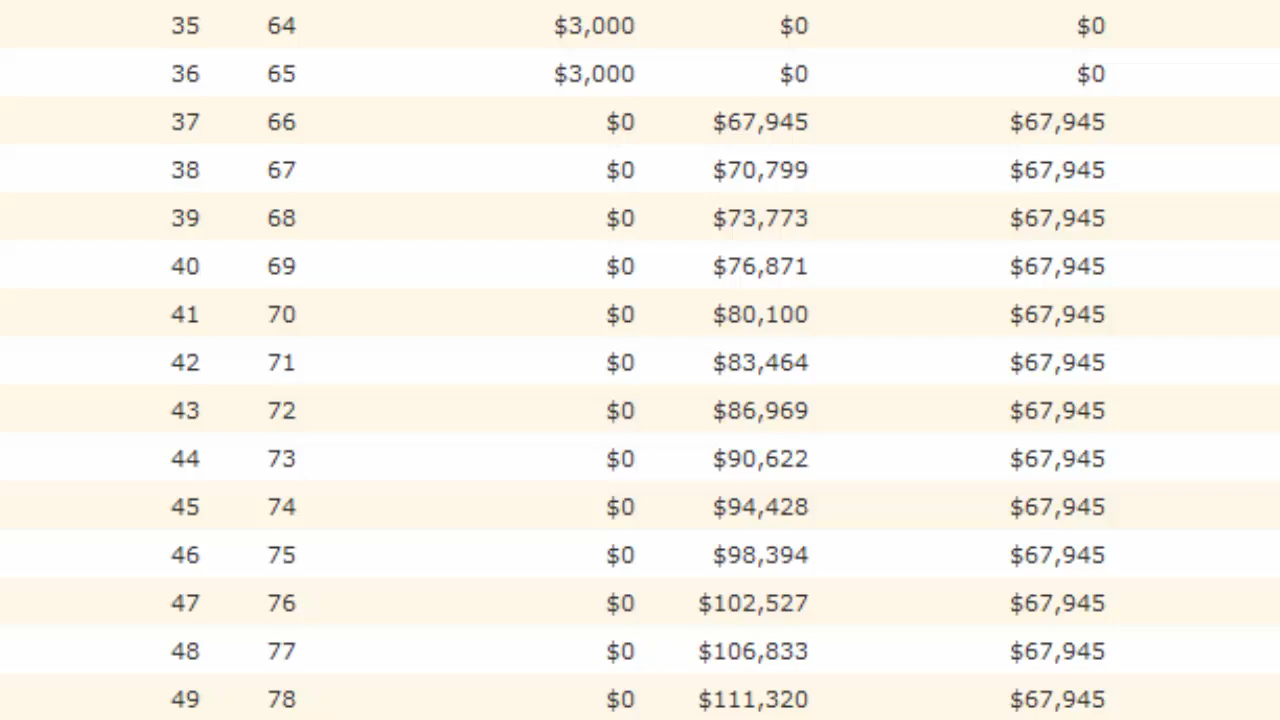 35 64 $3,000 $0 $0
36 65 $3,000 $0 $0
37 66 $0 $67,945 $67,945
38 67 $0 $70,799 $67,945
39 68 $0 $73,773 $67,945
40 69 $0 $76,871 $67,945
41 70 $0 $80,100 $67,945
42 71 $0 $83,464 $67,945
43 72 $0 $86,969 $67,945
44 73 $0 $90,622 $67,945
45 74 $0 $94,428 $67,945
46 75 $0 $98,394 $67,945
47 76 $0 $102,527 $67,945
48 77 $0 $106,833 $67,945
49 78 $0 $111,320 $67,945